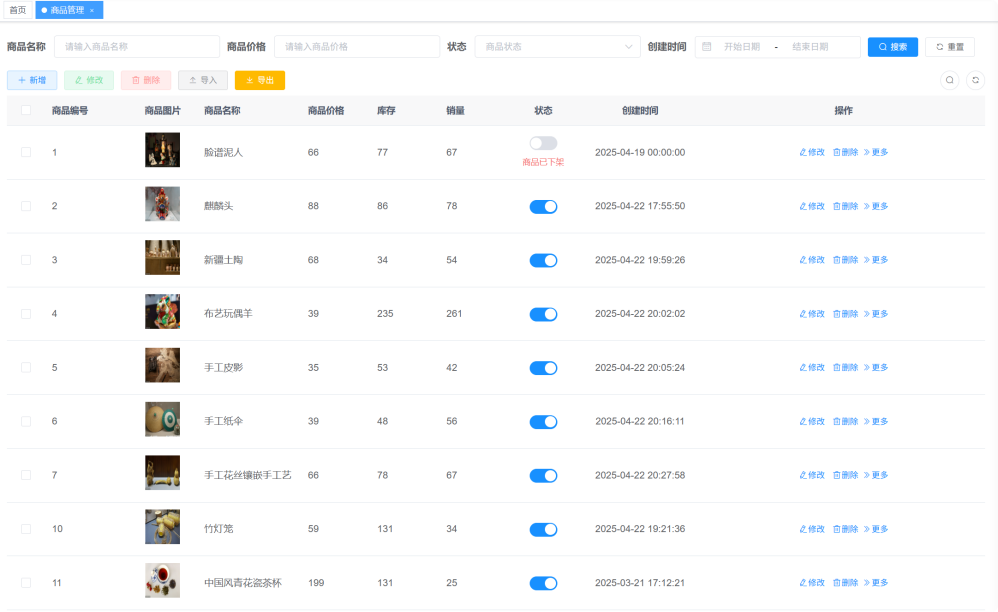 首页 商品管理 ×
商品名称 请输入商品名称 商品价格 请输入商品价格 状态 商品状态 创建时间 开始日期 - 结束日期 搜索 重置
+ 新增 修改 删除 导入 导出
商品编号 商品图片 商品名称 商品价格 库存 销量 状态 创建时间 操作
1 脸谱泥人 66 77 67 商品已下架 2025-04-19 00:00:00 修改 删除 更多
2 麒麟头 88 86 78 2025-04-22 17:55:50 修改 删除 更多
3 新疆土陶 68 34 54 2025-04-22 19:59:26 修改 删除 更多
4 布艺玩偶羊 39 235 261 2025-04-22 20:02:02 修改 删除 更多
5 手工皮影 35 53 42 2025-04-22 20:05:24 修改 删除 更多
6 手工纸伞 39 48 56 2025-04-22 20:16:11 修改 删除 更多
7 手工花丝镶嵌手工艺 66 78 67 2025-04-22 20:27:58 修改 删除 更多
10 竹灯笼 59 131 34 2025-04-22 19:21:36 修改 删除 更多
11 中国风青花瓷茶杯 199 131 25 2025-03-21 17:12:21 修改 删除 更多